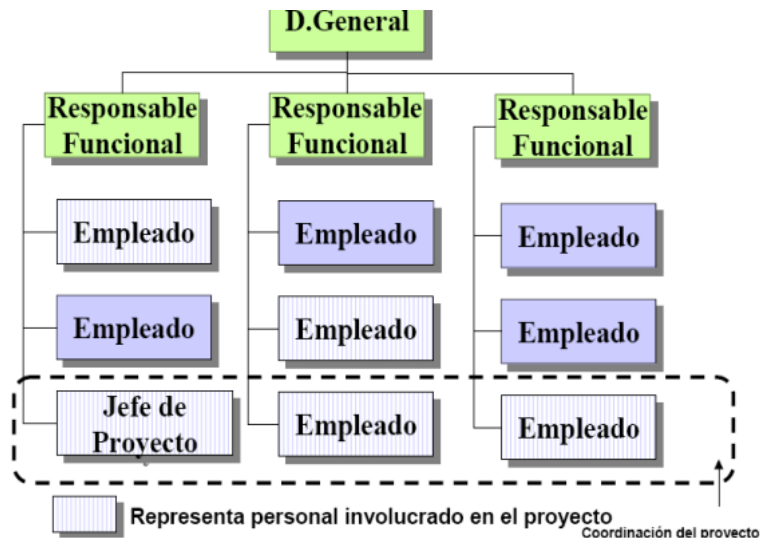 D.General
Responsable
Funcional
Responsable
Funcional
Responsable
Funcional
Empleado
Empleado
Empleado
Empleado
Empleado
Empleado
Jefe de
Proyecto
Empleado
Empleado
Representa personal involucrado en el proyecto
Coordinación del proyecto